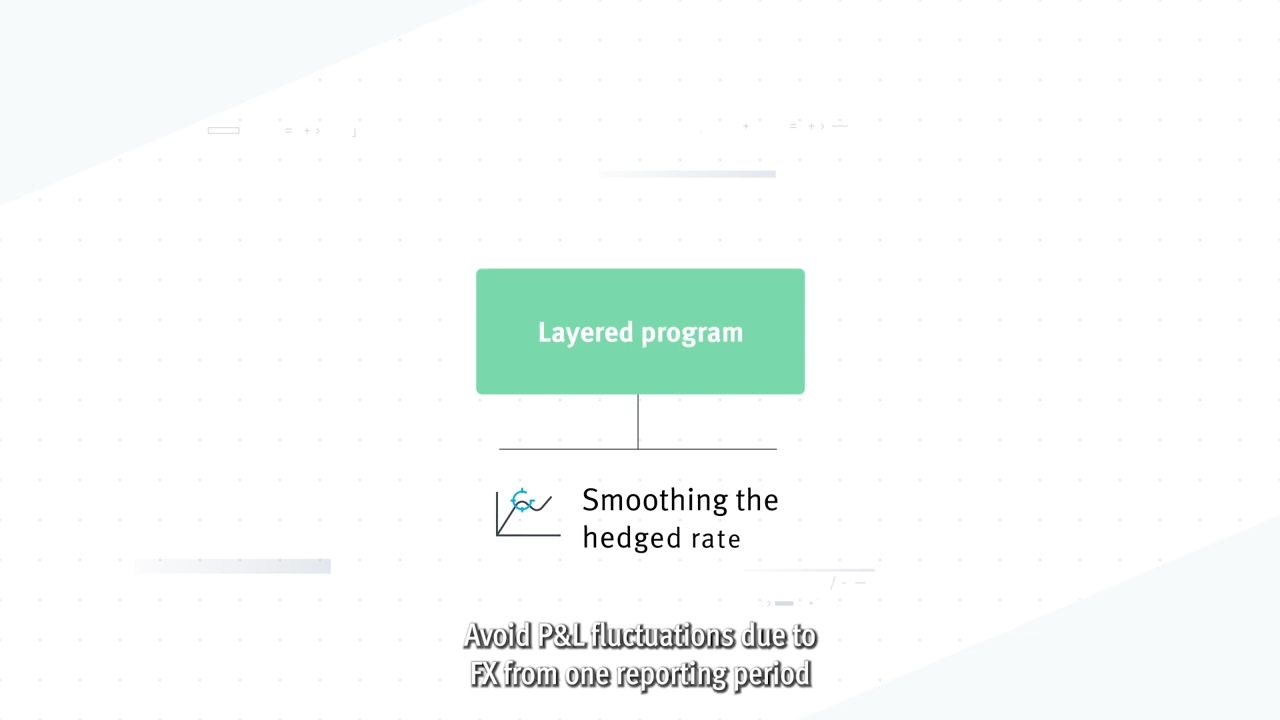 Layered program
Smoothing the
hedged rate
Avoid P&L fluctuations due to
FX from one reporting period